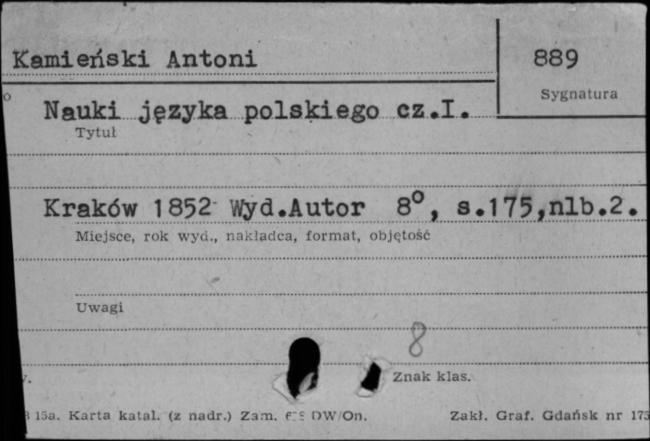 Kamieński Antoni
889
Sygnatura
Nauki języka polskiego cz.I.
Tytuł
Kraków 1852 Wyd.Autor 8°, s.175,nlb.2.
Miejsce, rok wyd., nakładca, format, objętość
Uwagi
8
Znak klas.
15a. Karta katal. (z nadr.) Zam. DW/On. Zakł. Graf. Gdańsk nr 175